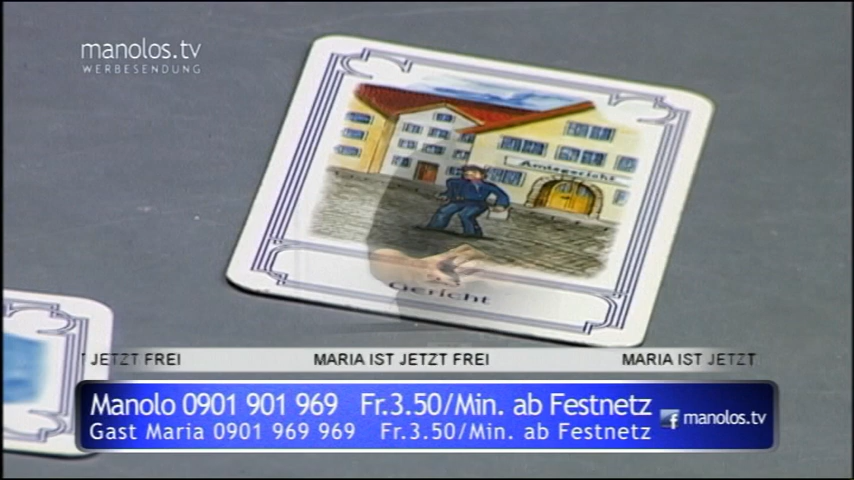 manolos.tv
WERBESENDUNG
Amtsgericht
Gericht
JETZT FREI MARIA IST JETZT FREI MARIA IST JETZT
Manolo 0901 901 969 Fr.3.50/Min. ab Festnetz
Gast Maria 0901 969 969 Fr.3.50/Min. ab Festnetz
f manolos.tv